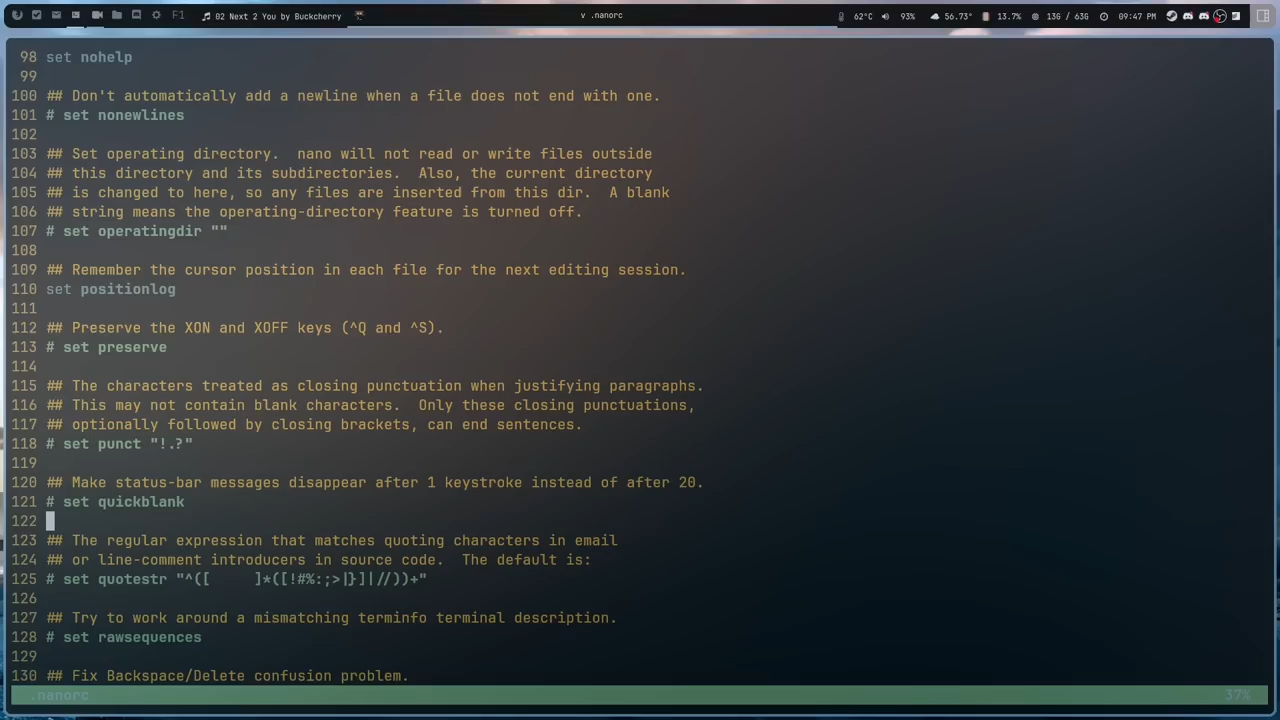 F1 02 Next 2 You by Buckcherry
v .nanorc
62°C 93% 56.73° 13.7% 13G / 63G 09:47 PM
98 set nohelp
99
100 ## Don't automatically add a newline when a file does not end with one.
101 # set nonewlines
102
103 ## Set operating directory.  nano will not read or write files outside
104 ## this directory and its subdirectories.  Also, the current directory
105 ## is changed to here, so any files are inserted from this dir.  A blank
106 ## string means the operating-directory feature is turned off.
107 # set operatingdir ""
108
109 ## Remember the cursor position in each file for the next editing session.
110 set positionlog
111
112 ## Preserve the XON and XOFF keys (^Q and ^S).
113 # set preserve
114
115 ## The characters treated as closing punctuation when justifying paragraphs.
116 ## This may not contain blank characters.  Only these closing punctuations,
117 ## optionally followed by closing brackets, can end sentences.
118 # set punct "!.?"
119
120 ## Make status-bar messages disappear after 1 keystroke instead of after 20.
121 # set quickblank
122
123 ## The regular expression that matches quoting characters in email
124 ## or line-comment introducers in source code.  The default is:
125 # set quotestr "^([     ]*([!#%:;>|}]|//))+"
126
127 ## Try to work around a mismatching terminfo terminal description.
128 # set rawsequences
129
130 ## Fix Backspace/Delete confusion problem.
.nanorc 37%